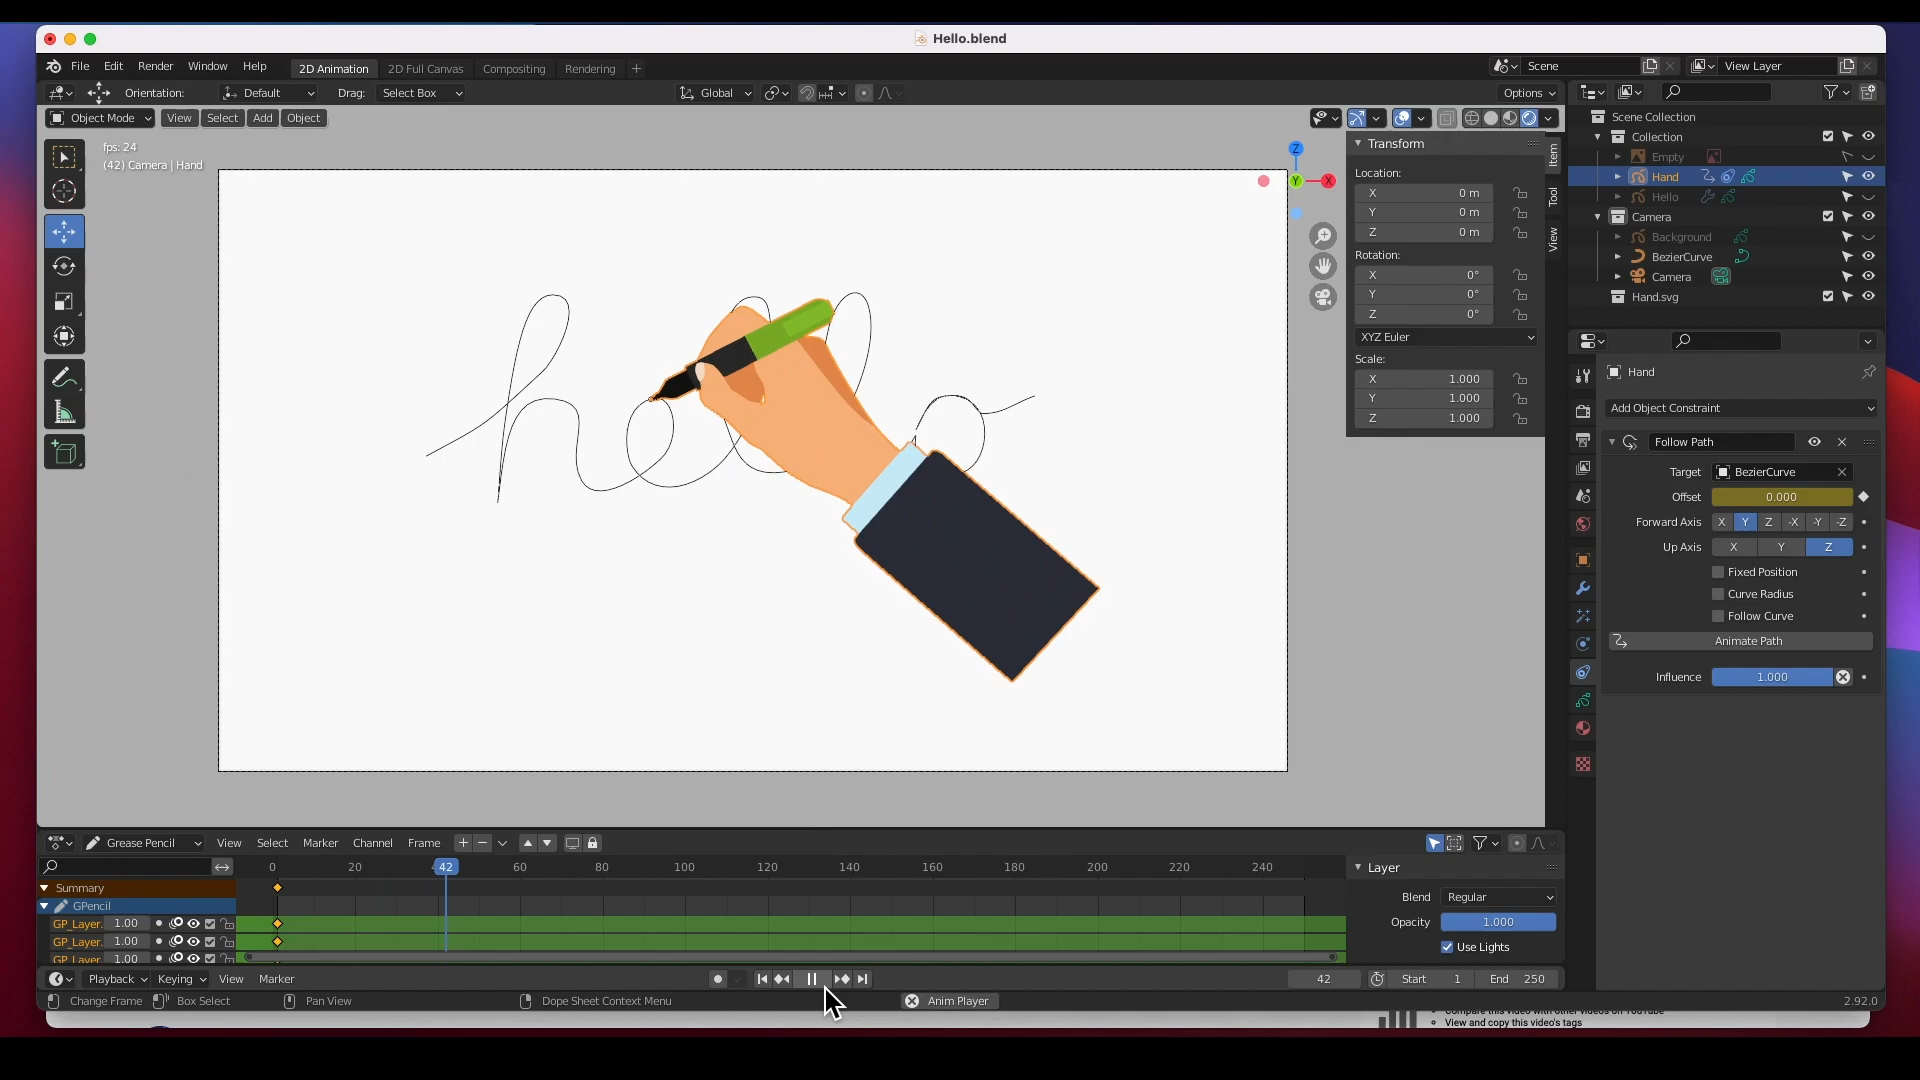 Hello.blend
File Edit Render Window Help 2D Animation 2D Full Canvas Compositing Rendering + Scene View Layer
Orientation: Default Drag: Select Box Global Options
Object Mode View Select Add Object
fps: 24
(42) Camera | Hand
Z
Y X
Transform
Location:
X 0 m
Y 0 m
Z 0 m
Rotation:
X 0°
Y 0°
Z 0°
XYZ Euler
Scale:
X 1.000
Y 1.000
Z 1.000
Item
Tool
View
Scene Collection
Collection
Empty
Hand
Hello
Camera
Background
BezierCurve
Camera
Hand.svg
Hand
Add Object Constraint
Follow Path
Target BezierCurve
Offset 0.000
Forward Axis X Y Z -X -Y -Z
Up Axis X Y Z
Fixed Position
Curve Radius
Follow Curve
Animate Path
Influence 1.000
Grease Pencil View Select Marker Channel Frame
0 20 42 60 80 100 120 140 160 180 200 220 240
Summary
GPencil
GP_Layer. 1.00
GP_Layer. 1.00
GP_Layer. 1.00
Layer
Blend Regular
Opacity 1.000
Use Lights
Playback Keying View Marker 42 Start 1 End 250
Change Frame Box Select Pan View Dope Sheet Context Menu Anim Player 2.92.0
Compare this video with other videos on YouTube
View and copy this video's tags